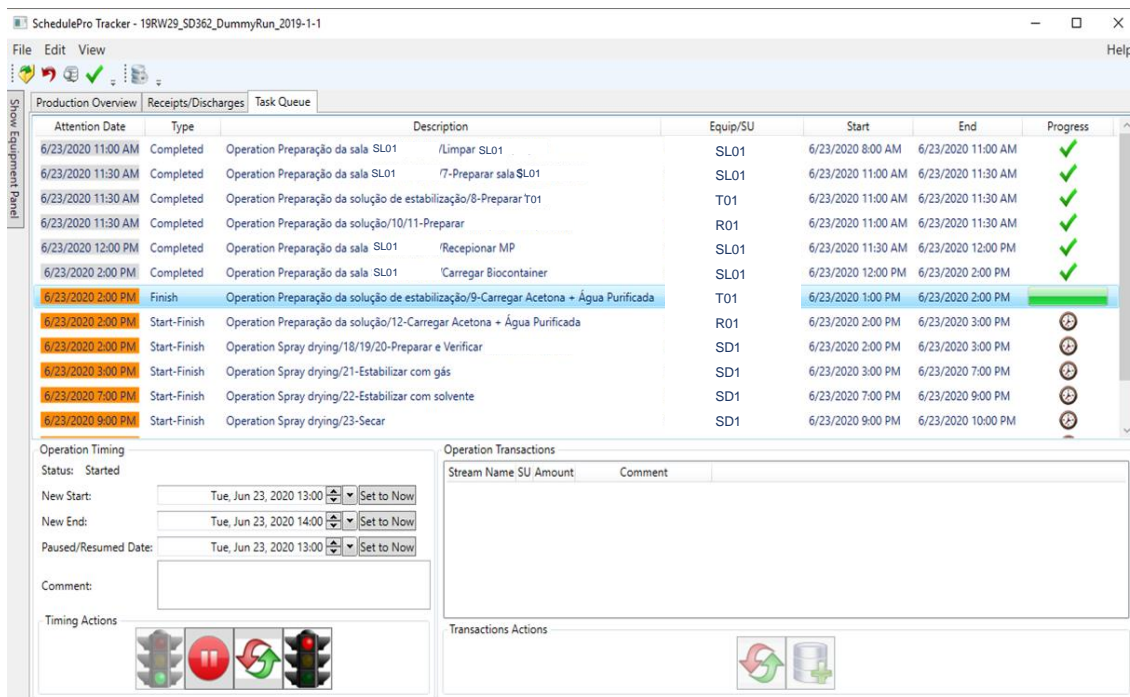 SchedulePro Tracker - 19RW29_SD362_DummyRun_2019-1-1
File Edit View Help
Show Equipment Panel
Production Overview Receipts/Discharges Task Queue
Attention Date Type Description Equip/SU Start End Progress
6/23/2020 11:00 AM Completed Operation Preparação da sala SL01 /Limpar SL01 SL01 6/23/2020 8:00 AM 6/23/2020 11:00 AM
6/23/2020 11:30 AM Completed Operation Preparação da sala SL01 /7-Preparar sala SL01 SL01 6/23/2020 11:00 AM 6/23/2020 11:30 AM
6/23/2020 11:30 AM Completed Operation Preparação da solução de estabilização/8-Preparar T01 T01 6/23/2020 11:00 AM 6/23/2020 11:30 AM
6/23/2020 11:30 AM Completed Operation Preparação da solução/10/11-Preparar R01 6/23/2020 11:00 AM 6/23/2020 11:30 AM
6/23/2020 12:00 PM Completed Operation Preparação da sala SL01 /Recepionar MP SL01 6/23/2020 11:30 AM 6/23/2020 12:00 PM
6/23/2020 2:00 PM Completed Operation Preparação da sala SL01 /Carregar Biocontainer SL01 6/23/2020 12:00 PM 6/23/2020 2:00 PM
6/23/2020 2:00 PM Finish Operation Preparação da solução de estabilização/9-Carregar Acetona + Água Purificada T01 6/23/2020 1:00 PM 6/23/2020 2:00 PM
6/23/2020 2:00 PM Start-Finish Operation Preparação da solução/12-Carregar Acetona + Água Purificada R01 6/23/2020 2:00 PM 6/23/2020 3:00 PM
6/23/2020 2:00 PM Start-Finish Operation Spray drying/18/19/20-Preparar e Verificar SD1 6/23/2020 2:00 PM 6/23/2020 3:00 PM
6/23/2020 3:00 PM Start-Finish Operation Spray drying/21-Estabilizar com gás SD1 6/23/2020 3:00 PM 6/23/2020 7:00 PM
6/23/2020 7:00 PM Start-Finish Operation Spray drying/22-Estabilizar com solvente SD1 6/23/2020 7:00 PM 6/23/2020 9:00 PM
6/23/2020 9:00 PM Start-Finish Operation Spray drying/23-Secar SD1 6/23/2020 9:00 PM 6/23/2020 10:00 PM
Operation Timing
Status: Started
New Start: Tue, Jun 23, 2020 13:00 Set to Now
New End: Tue, Jun 23, 2020 14:00 Set to Now
Paused/Resumed Date: Tue, Jun 23, 2020 13:00 Set to Now
Comment:
Timing Actions
Operation Transactions
Stream Name SU Amount Comment
Transactions Actions